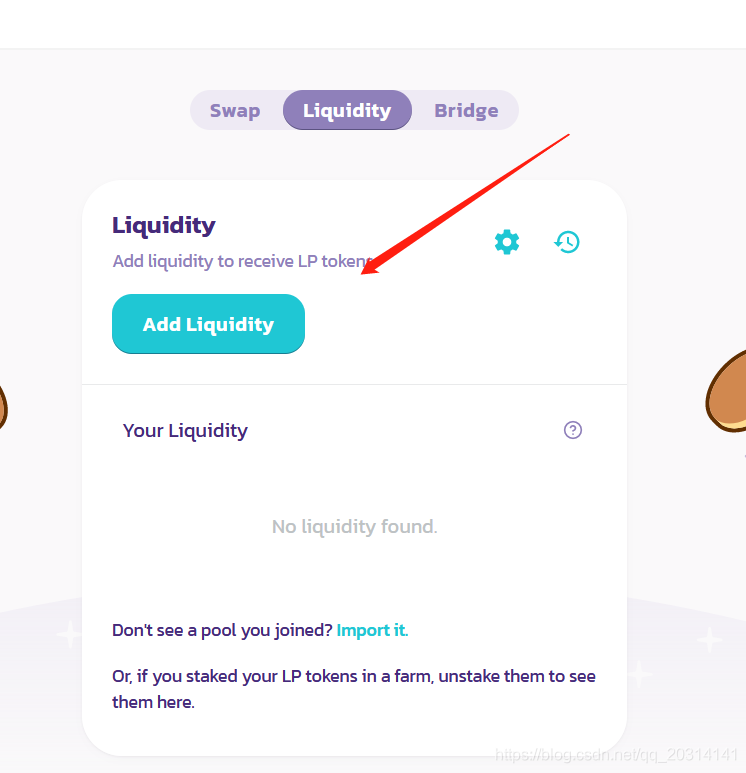 Swap Liquidity Bridge
Liquidity
Add liquidity to receive LP tokens
Add Liquidity
Your Liquidity
No liquidity found.
Don't see a pool you joined? Import it.
Or, if you staked your LP tokens in a farm, unstake them to see
them here.
https://blog.csdn.net/qq_20314141